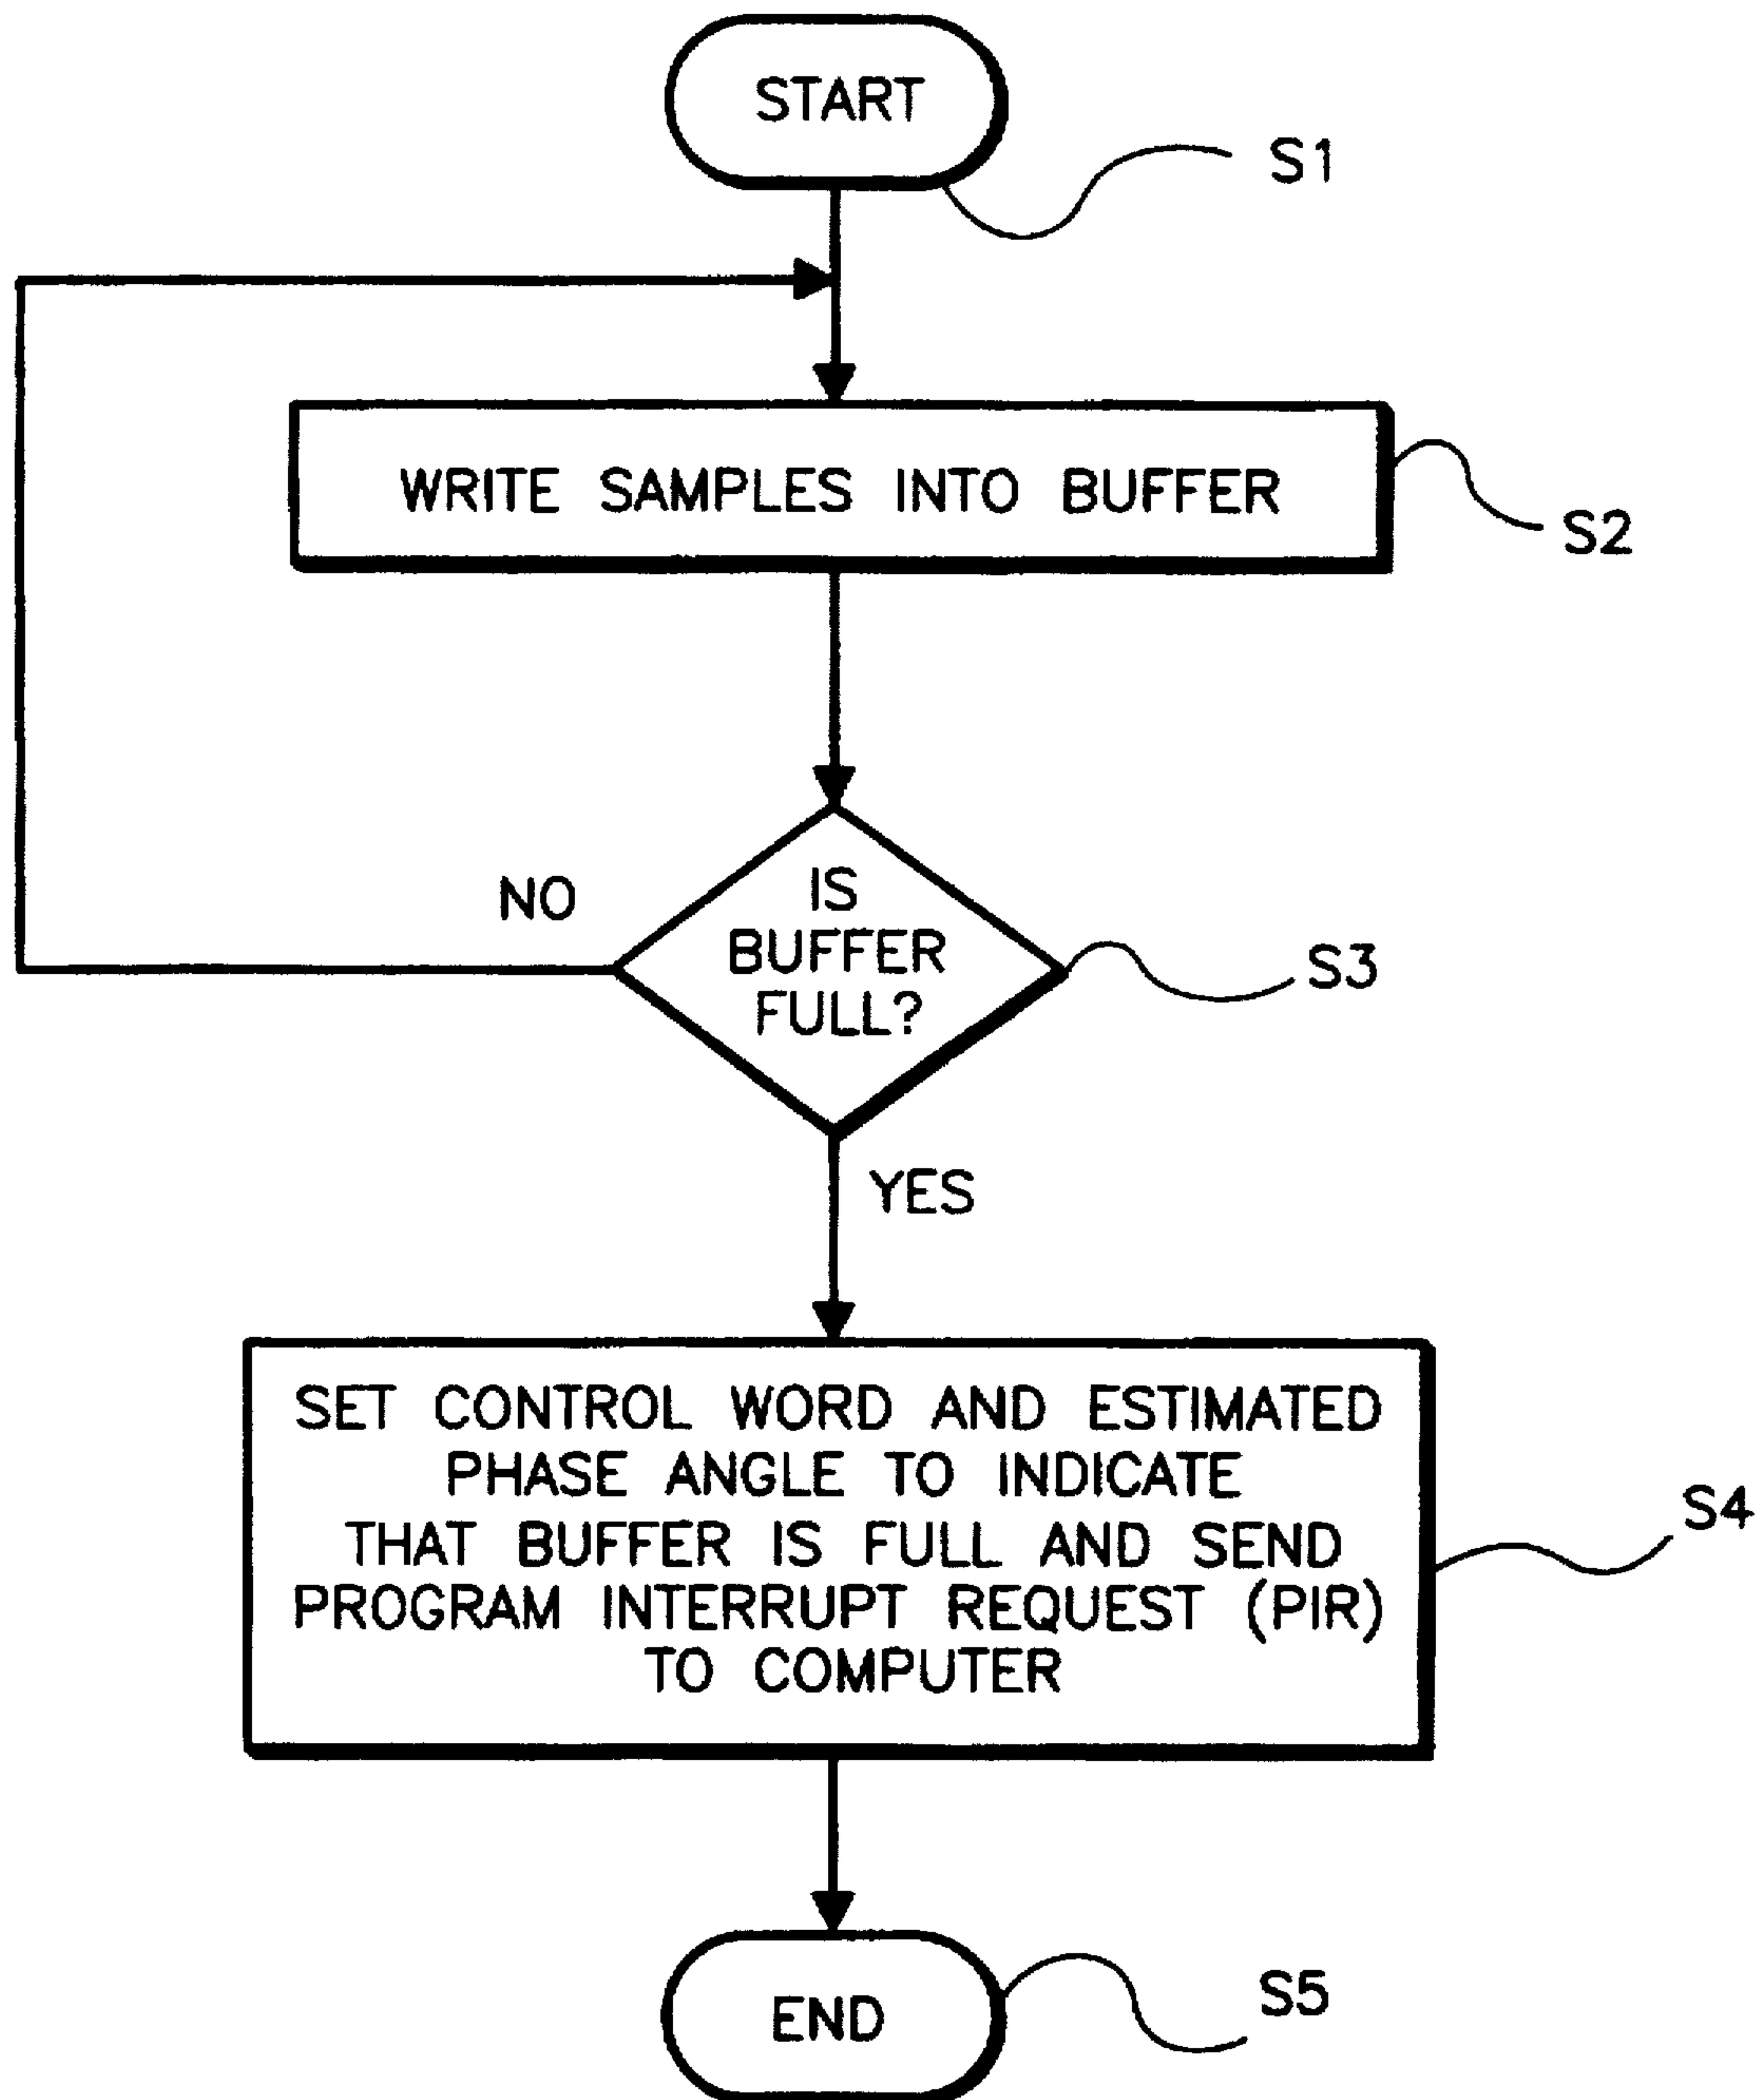 START
S1
WRITE SAMPLES INTO BUFFER
S2
NO
IS
BUFFER
FULL?
S3
YES
SET CONTROL WORD AND ESTIMATED
PHASE ANGLE TO INDICATE
THAT BUFFER IS FULL AND SEND
PROGRAM INTERRUPT REQUEST (PIR)
TO COMPUTER
S4
END
S5